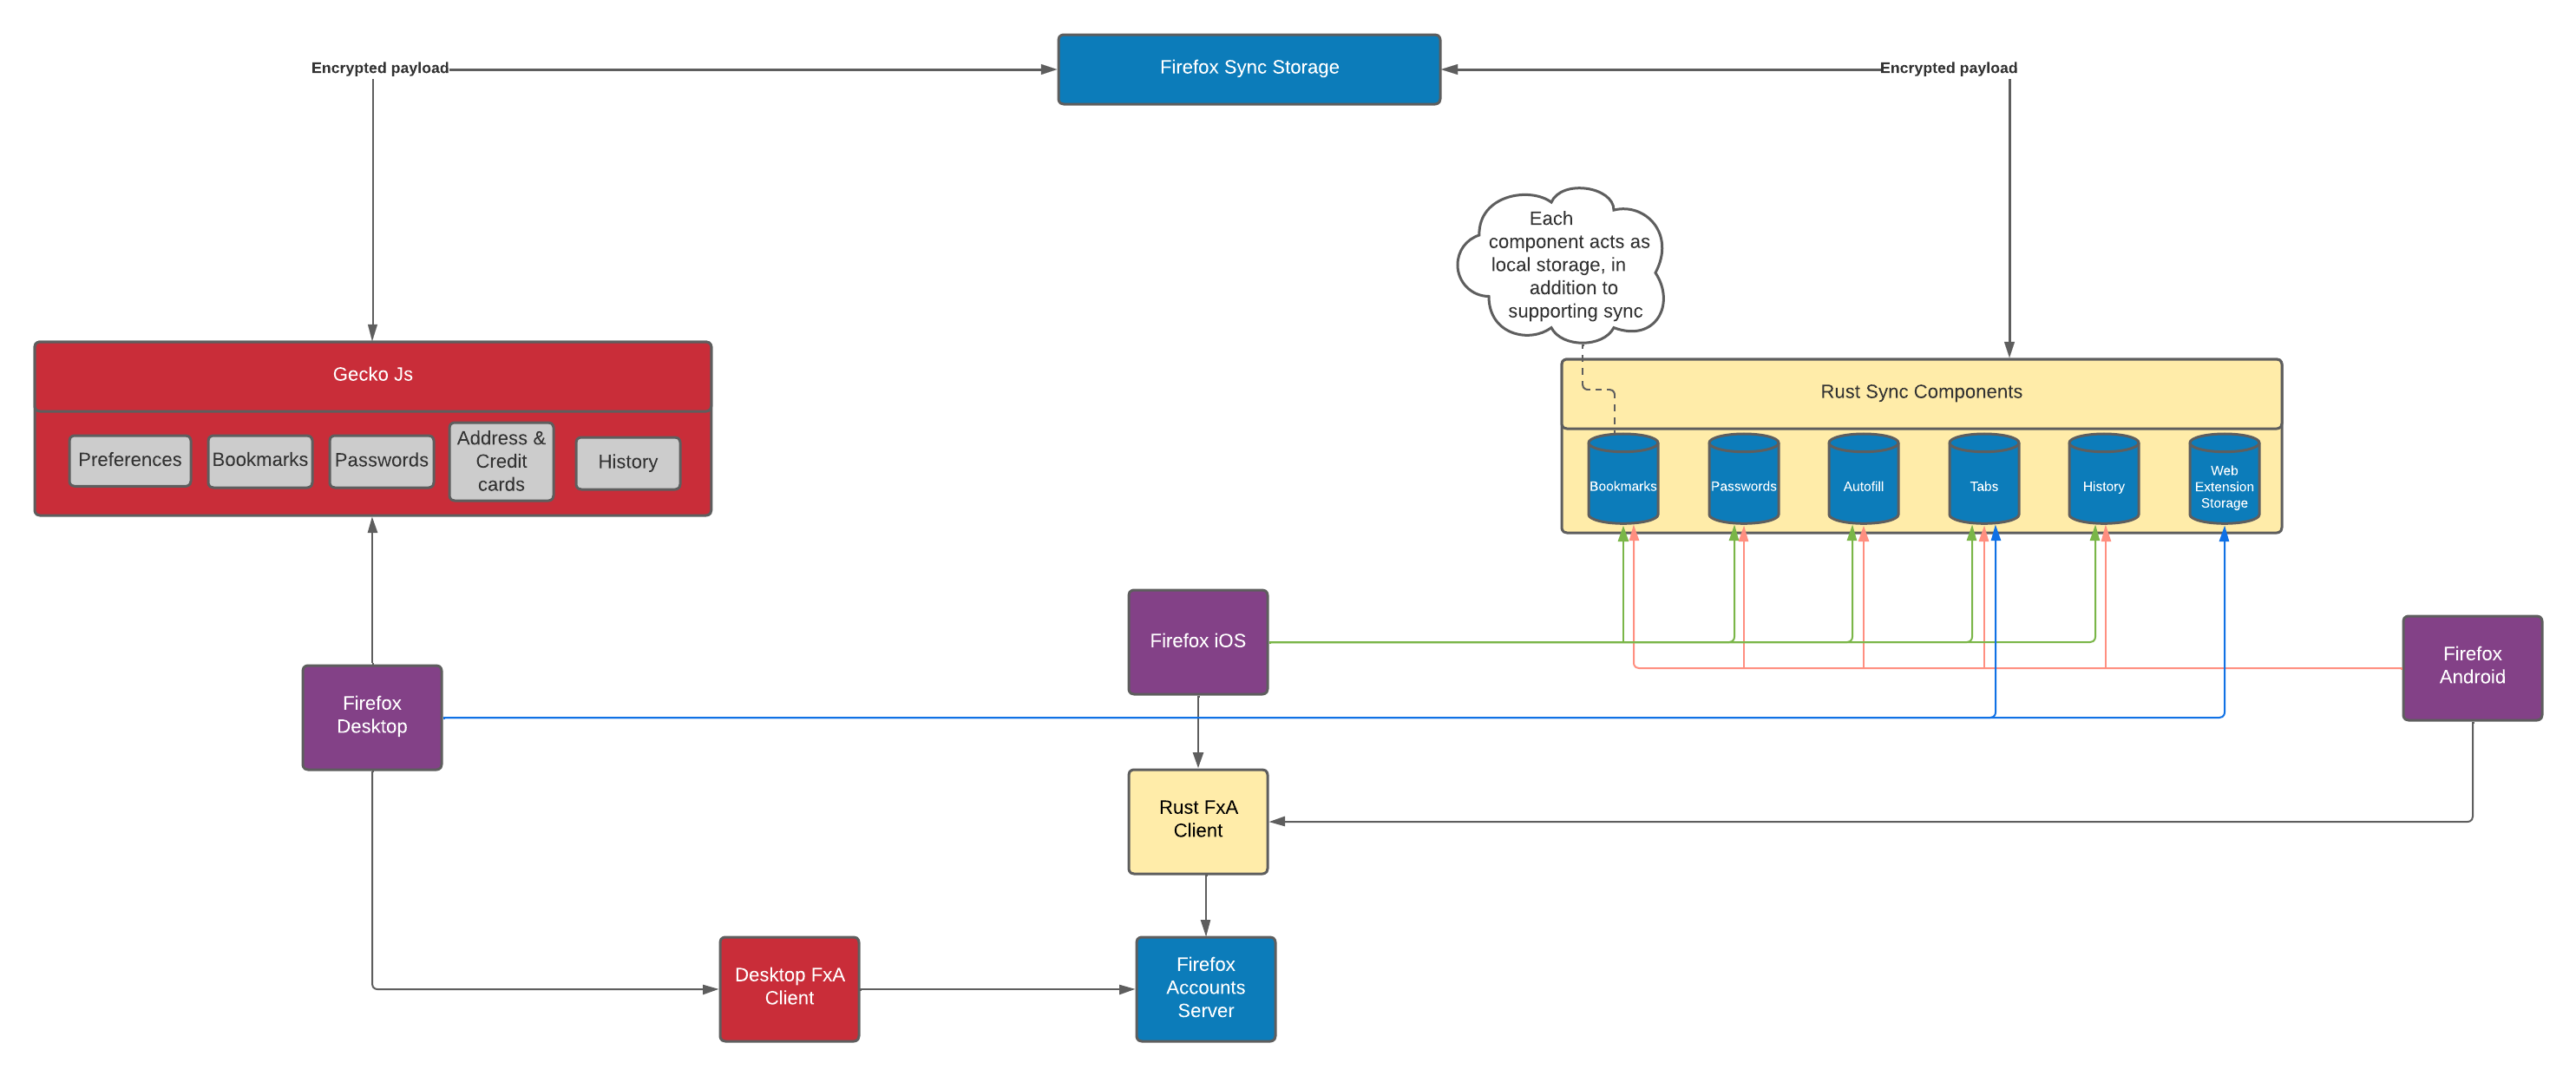 Encrypted payload
Firefox Sync Storage
Encrypted payload
Each
component acts as
local storage, in
addition to
supporting sync
Gecko Js
Preferences
Bookmarks
Passwords
Address &
Credit
cards
History
Rust Sync Components
Bookmarks
Passwords
Autofill
Tabs
History
Web
Extension
Storage
Firefox iOS
Firefox
Android
Firefox
Desktop
Rust FxA
Client
Desktop FxA
Client
Firefox
Accounts
Server